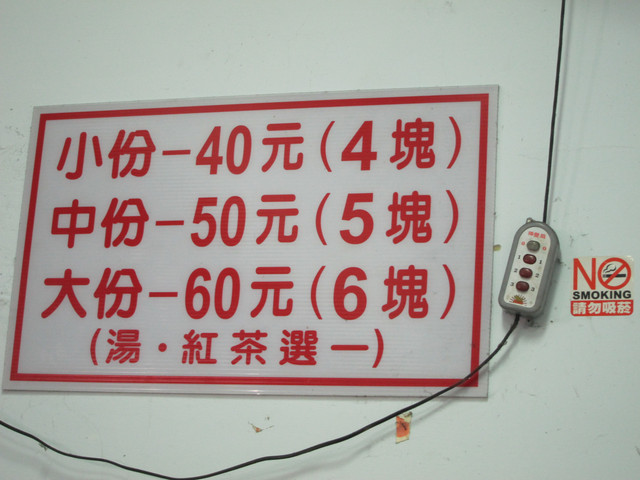 小份-40元(4塊)
中份-50元(5塊)
大份-60元(6塊)
(湯·紅茶選一)
NO
SMOKING
請勿吸菸